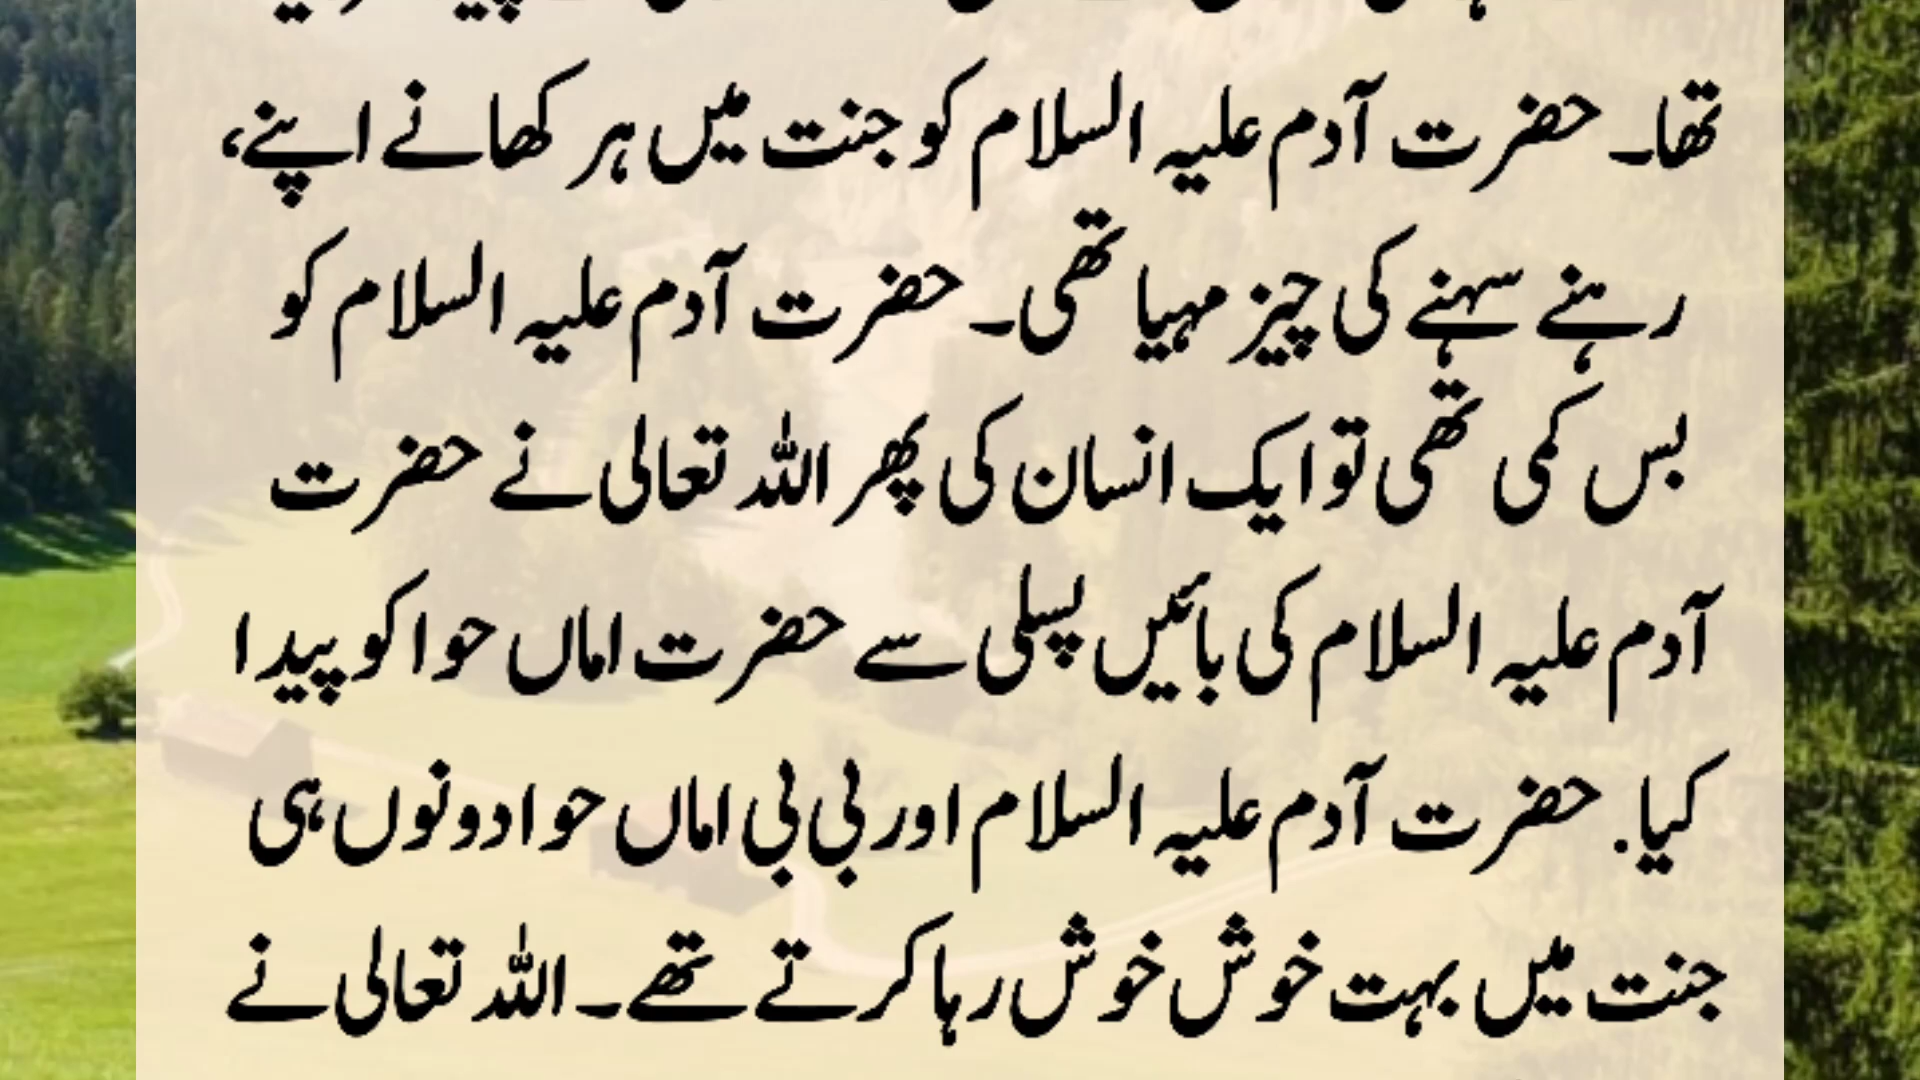 تھا۔ حضرت آدم علیہ السلام کو جنت میں ہر کھانے اپنے،
رہنے سہنے کی چیز مہیا تھی۔ حضرت آدم علیہ السلام کو
بس کمی تھی تو ایک انسان کی پھر اللہ تعالی نے حضرت
آدم علیہ السلام کی بائیں پسلی سے حضرت اماں حوا کو پیدا
کیا. حضرت آدم علیہ السلام اور بی بی اماں حوا دونوں ہی
جنت میں بہت خوش خوش رہا کرتے تھے۔ اللہ تعالی نے